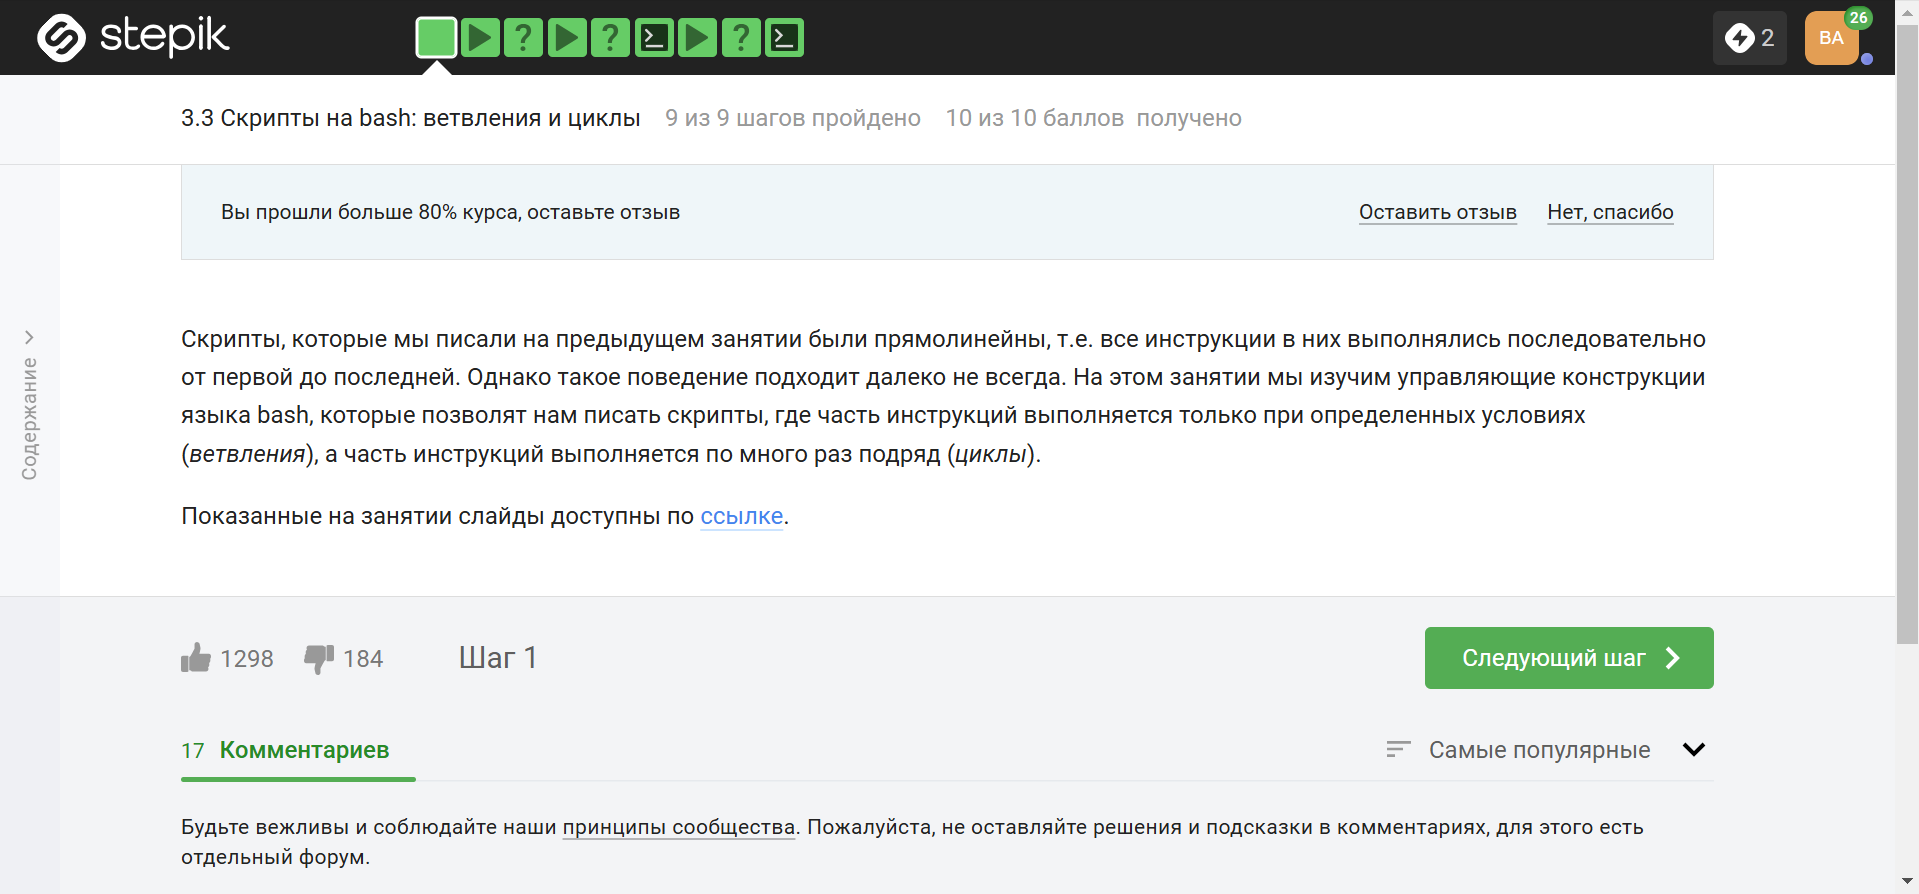 stepik
? ? ?
2
BA
26
3.3 Скрипты на bash: ветвления и циклы 9 из 9 шагов пройдено 10 из 10 баллов получено
Вы прошли больше 80% курса, оставьте отзыв Оставить отзыв Нет, спасибо
Содержание
Скрипты, которые мы писали на предыдущем занятии были прямолинейны, т.е. все инструкции в них выполнялись последовательно
от первой до последней. Однако такое поведение подходит далеко не всегда. На этом занятии мы изучим управляющие конструкции
языка bash, которые позволят нам писать скрипты, где часть инструкций выполняется только при определенных условиях
(ветвления), а часть инструкций выполняется по много раз подряд (циклы).
Показанные на занятии слайды доступны по ссылке.
1298 184 Шаг 1 Следующий шаг
17 Комментариев Самые популярные
Будьте вежливы и соблюдайте наши принципы сообщества. Пожалуйста, не оставляйте решения и подсказки в комментариях, для этого есть
отдельный форум.